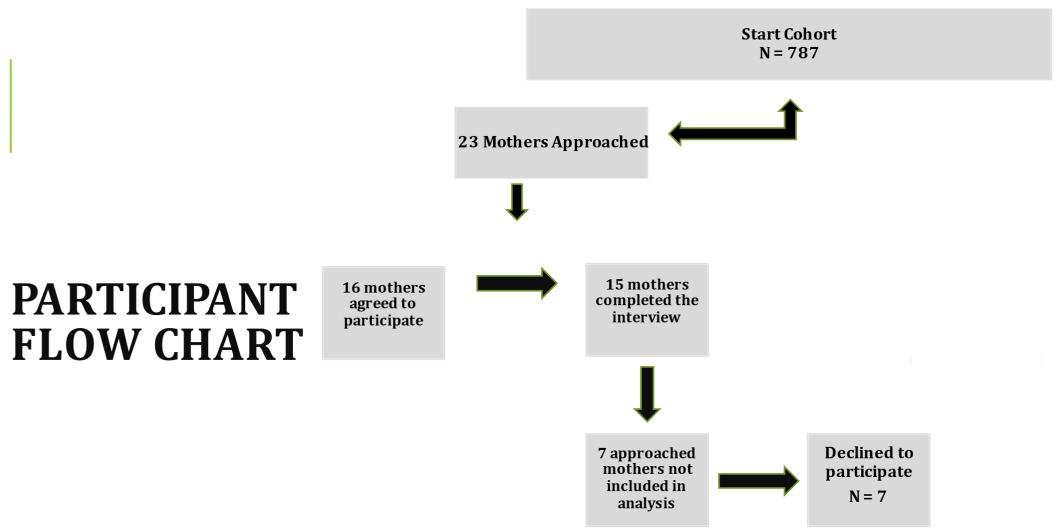 Start Cohort
N = 787
23 Mothers Approached
PARTICIPANT
FLOW CHART
16 mothers
agreed to
participate
15 mothers
completed the
interview
7 approached
mothers not
included in
analysis
Declined to
participate
N = 7